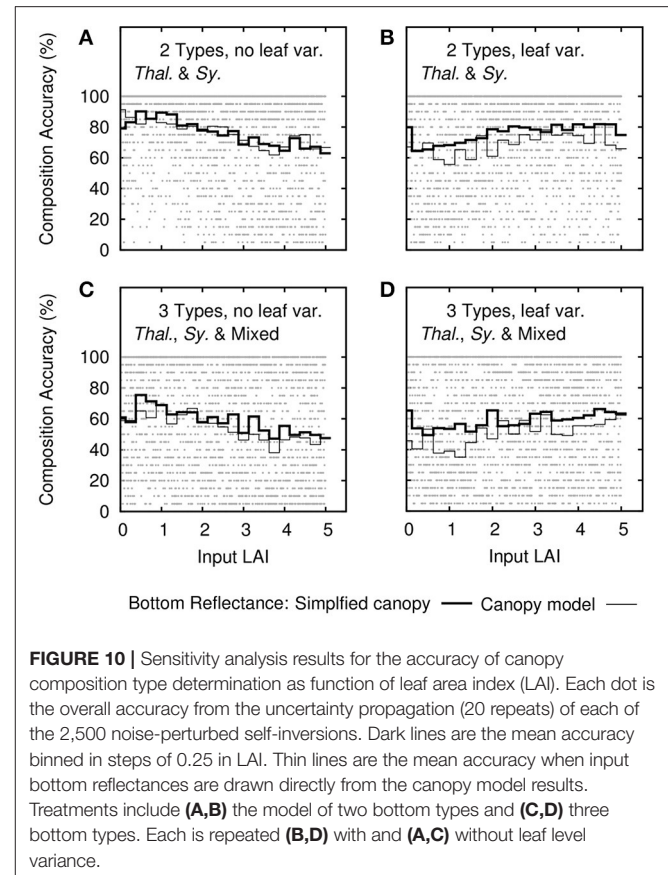 A
2 Types, no leaf var.
Thal. & Sy.
Composition Accuracy (%)
100
80
60
40
20
0
B
2 Types, leaf var.
Thal. & Sy.
C
3 Types, no leaf var.
Thal., Sy. & Mixed
Composition Accuracy (%)
100
80
60
40
20
0
0 1 2 3 4 5
Input LAI
D
3 Types, leaf var.
Thal., Sy. & Mixed
0 1 2 3 4 5
Input LAI
Bottom Reflectance: Simplfied canopy Canopy model
FIGURE 10 | Sensitivity analysis results for the accuracy of canopy
composition type determination as function of leaf area index (LAI). Each dot is
the overall accuracy from the uncertainty propagation (20 repeats) of each of
the 2,500 noise-perturbed self-inversions. Dark lines are the mean accuracy
binned in steps of 0.25 in LAI. Thin lines are the mean accuracy when input
bottom reflectances are drawn directly from the canopy model results.
Treatments include (A,B) the model of two bottom types and (C,D) three
bottom types. Each is repeated (B,D) with and (A,C) without leaf level
variance.